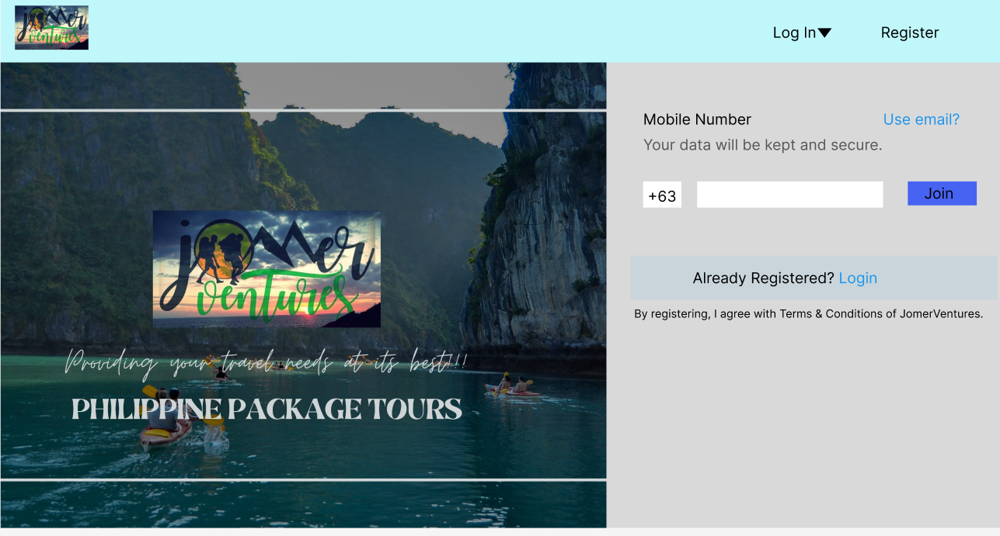 jomer
ventures
Log In
Register
jomer
ventures
Providing your travel needs at its best!!!
PHILIPPINE PACKAGE TOURS
Mobile Number
Use email?
Your data will be kept and secure.
+63
Join
Already Registered? Login
By registering, I agree with Terms & Conditions of JomerVentures.